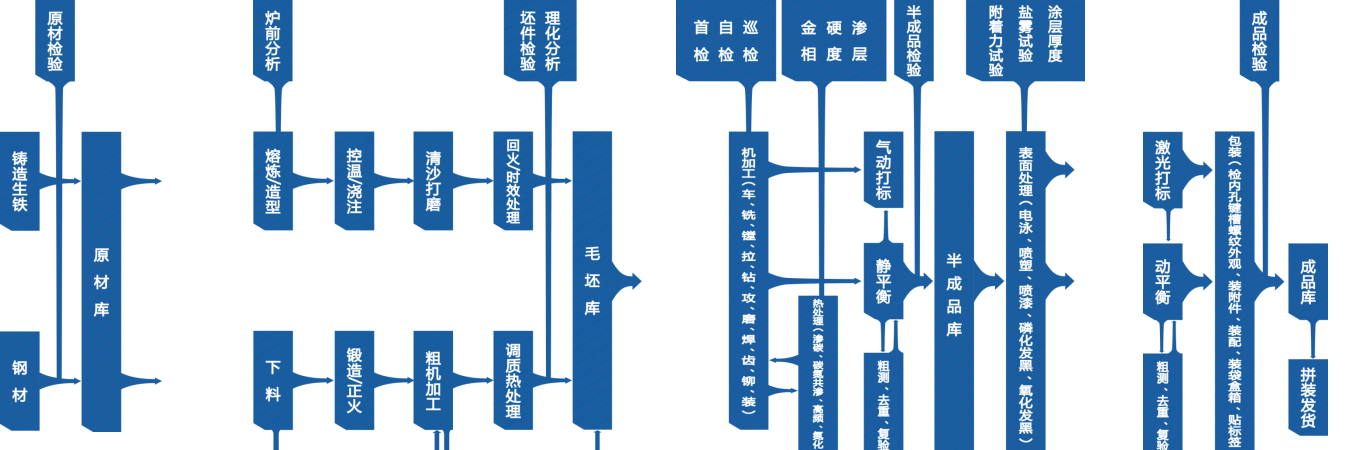 原材检验
炉前分析
坯件检验
理化分析
首检
自检
巡检
金相
硬度
渗层
半成品检验
附着力试验
盐雾试验
涂层厚度
成品检验
铸造生铁
钢材
原材库
熔炼/造型
控温/浇注
清沙打磨
回火/时效处理
下料
锻造/正火
粗机加工
调质热处理
毛坯库
机加工(车、铣、镗、拉、钻、攻、磨、焊、齿、铆、装)
热处理(渗碳、碳氮共渗、高频、氮化
气动打标
静平衡
粗测、去重、复验
半成品库
表面处理(电泳、喷塑、喷漆、磷化发黑、氧化发黑)
激光打标
动平衡
粗测、去重、复验
包装(检内孔键槽螺纹外观、装附件、装配、装袋盒箱、贴标签
成品库
拼装发货